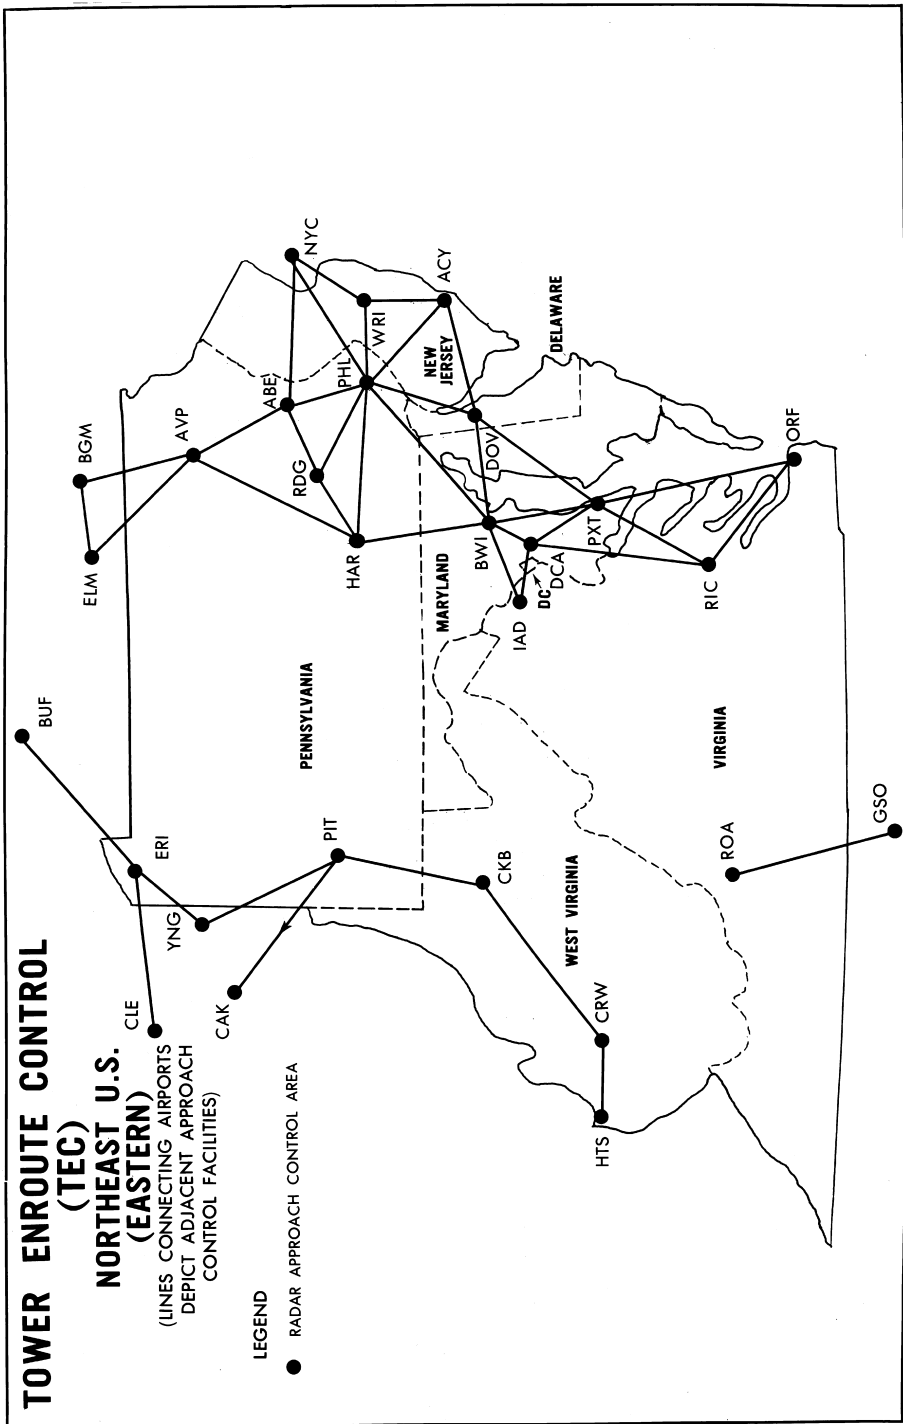 TOWER ENROUTE CONTROL
(TEC)
NORTHEAST U.S.
(EASTERN)
(LINES CONNECTING AIRPORTS
DEPICT ADJACENT APPROACH
CONTROL FACILITIES)
LEGEND
RADAR APPROACH CONTROL AREA
BUF
ELM
BGM
CLE
ERI
YNG
AVP
CAK
PIT
PENNSYLVANIA
HAR
RDG
ABE
PHL
NYC
WRI
NEW
JERSEY
ACY
MARYLAND
BWI
DOV
DELAWARE
CKB
IAD
DC
DCA
PXT
HTS
CRW
WEST VIRGINIA
ROA
VIRGINIA
RIC
ORF
GSO